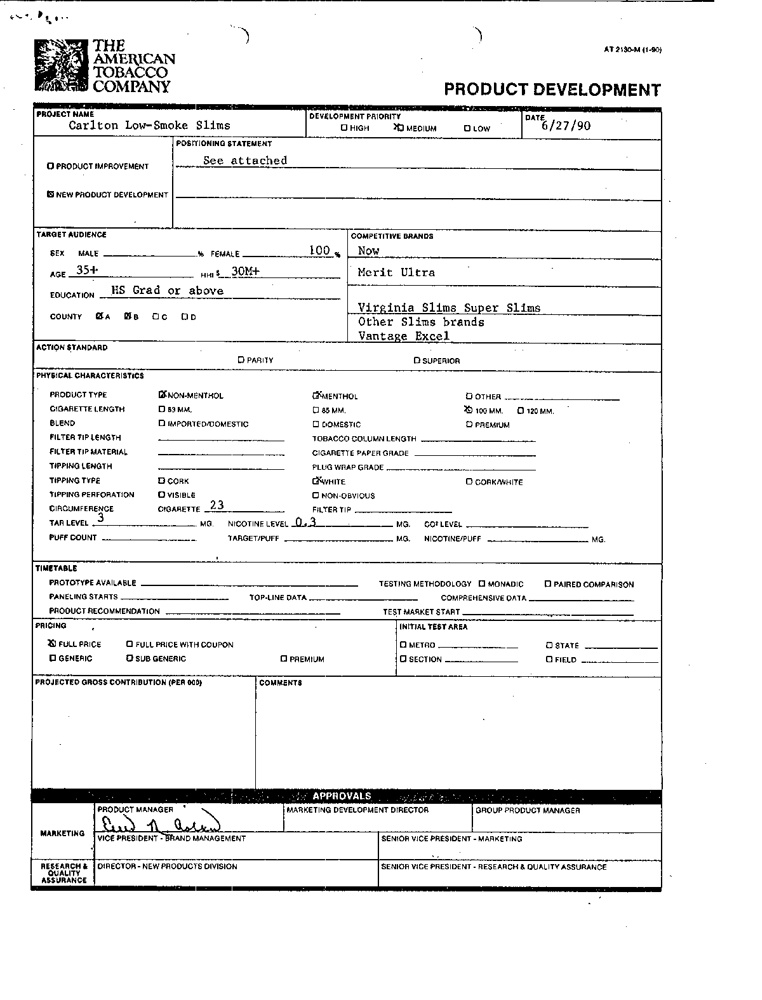 AT 2130-M (1-90)
THE
AMERICAN
TOBACCO
COMPANY
PRODUCT DEVELOPMENT
PROJECT NAME
Carlton Low-Smoke Slims
DEVELOPMENT PRIORITY
☐ HIGH ☒ MEDIUM ☐ LOW
DATE
6/27/90
☐ PRODUCT IMPROVEMENT
☒ NEW PRODUCT DEVELOPMENT
POSITIONING STATEMENT
See attached
TARGET AUDIENCE
SEX MALE % FEMALE 100 %
AGE 35+ HHI $ 30M+
EDUCATION HS Grad or above
COUNTY ☒ A ☒ B ☐ C ☐ D
COMPETITIVE BRANDS
Now
Merit Ultra
Virginia Slims Super Slims
Other Slims brands
Vantage Excel
ACTION STANDARD
☐ PARITY ☐ SUPERIOR
PHYSICAL CHARACTERISTICS
PRODUCT TYPE ☒ NON-MENTHOL ☒ MENTHOL ☐ OTHER
CIGARETTE LENGTH ☐ 83 MM. ☐ 85 MM. ☒ 100 MM. ☐ 120 MM.
BLEND ☐ IMPORTED/DOMESTIC ☐ DOMESTIC ☐ PREMIUM
FILTER TIP LENGTH TOBACCO COLUMN LENGTH
FILTER TIP MATERIAL CIGARETTE PAPER GRADE
TIPPING LENGTH PLUG WRAP GRADE
TIPPING TYPE ☐ CORK ☒ WHITE ☐ CORK/WHITE
TIPPING PERFORATION ☐ VISIBLE ☐ NON-OBVIOUS
CIRCUMFERENCE CIGARETTE 23 FILTER TIP
TAR LEVEL 3 MG. NICOTINE LEVEL 0.3 MG. CO² LEVEL
PUFF COUNT TARGET/PUFF MG. NICOTINE/PUFF MG.
TIMETABLE
PROTOTYPE AVAILABLE TESTING METHODOLOGY ☐ MONADIC ☐ PAIRED COMPARISON
PANELING STARTS TOP-LINE DATA COMPREHENSIVE DATA
PRODUCT RECOMMENDATION TEST MARKET START
PRICING
☒ FULL PRICE ☐ FULL PRICE WITH COUPON
☐ GENERIC ☐ SUB GENERIC ☐ PREMIUM
INITIAL TEST AREA
☐ METRO ☐ STATE
☐ SECTION ☐ FIELD
PROJECTED GROSS CONTRIBUTION (PER 000)
COMMENTS
APPROVALS
MARKETING
PRODUCT MANAGER
MARKETING DEVELOPMENT DIRECTOR
GROUP PRODUCT MANAGER
VICE PRESIDENT - BRAND MANAGEMENT
SENIOR VICE PRESIDENT - MARKETING
RESEARCH &
QUALITY
ASSURANCE
DIRECTOR - NEW PRODUCTS DIVISION
SENIOR VICE PRESIDENT - RESEARCH & QUALITY ASSURANCE